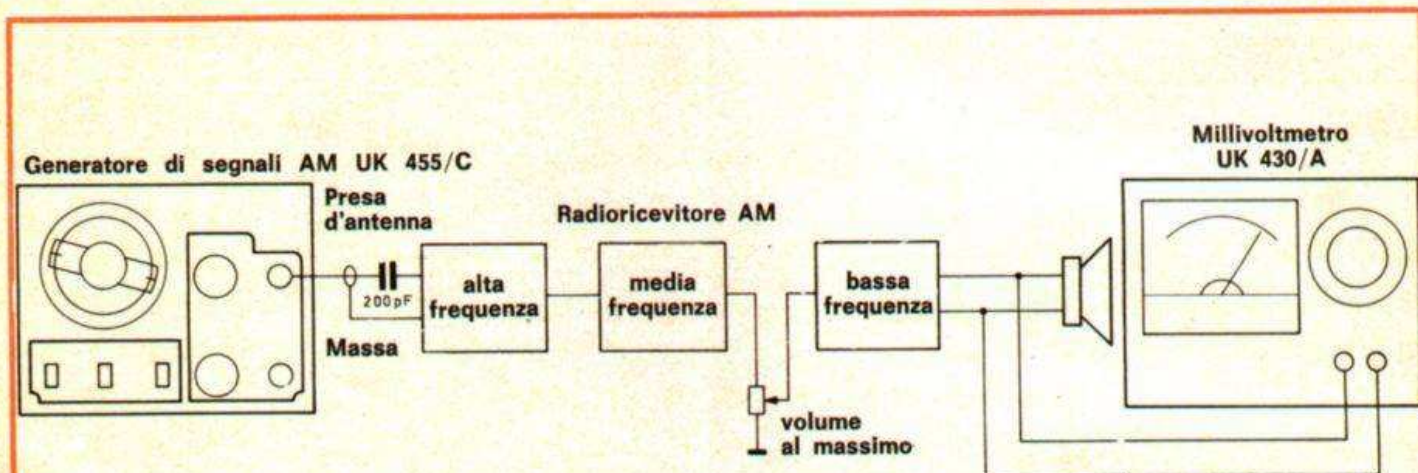 Generatore di segnali AM UK 455/C
Presa
d'antenna
200pF
Massa
Radioricevitore AM
alta
frequenza
media
frequenza
bassa
frequenza
volume
al massimo
Millivoltmetro
UK 430/A